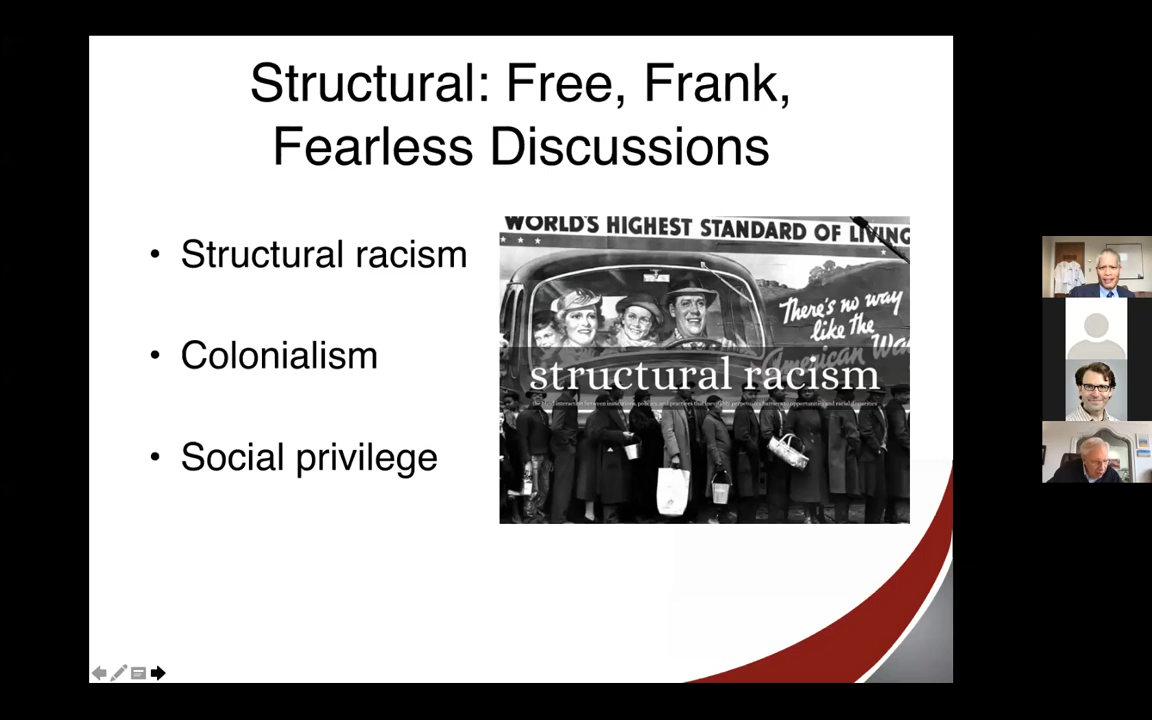 Structural: Free, Frank,
Fearless Discussions
• Structural racism
• Colonialism
• Social privilege
WORLD'S HIGHEST STANDARD OF LIVING
There's no way
like the
American Way
structural racism